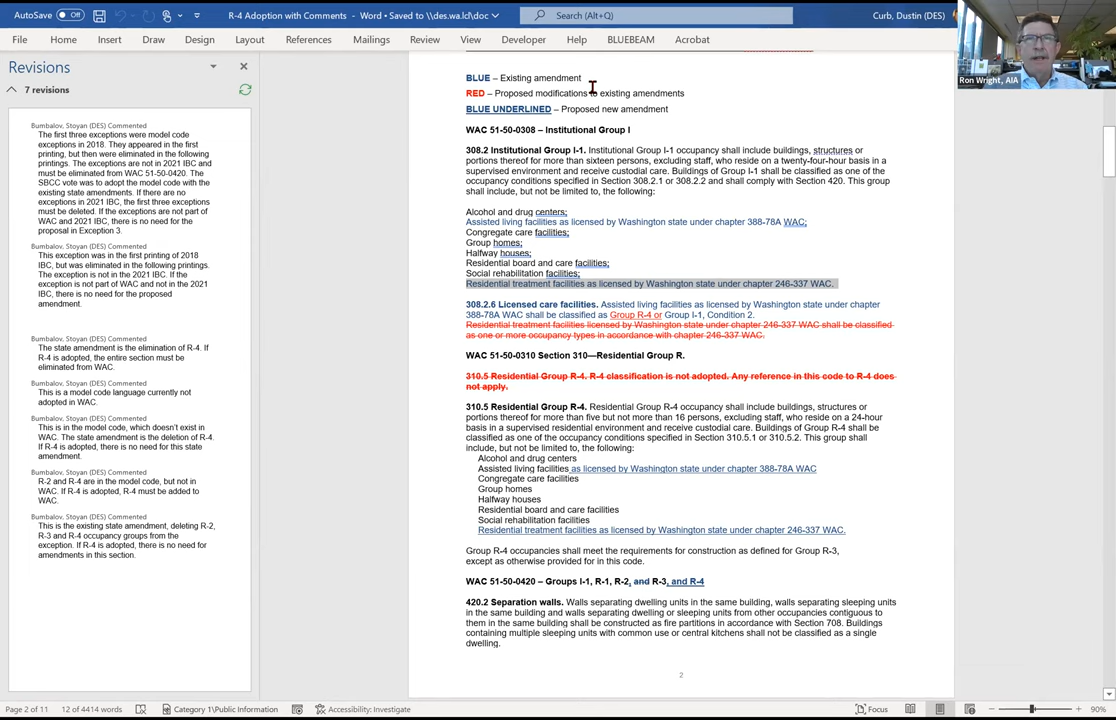 AutoSave Off R-4 Adoption with Comments - Word • Saved to \\des.wa.lcl\doc Search (Alt+Q) Curb, Dustin (DES)
File Home Insert Draw Design Layout References Mailings Review View Developer Help BLUEBEAM Acrobat
Ron Wright, AIA
Revisions
7 revisions
Bumbalov, Stoyan (DES) Commented
The first three exceptions were model code
exceptions in 2018. They appeared in the first
printing, but then were eliminated in the following
printings. The exceptions are not in 2021 IBC and
must be eliminated from WAC 51-50-0420. The
SBCC vote was to adopt the model code with the
existing state amendments. If there are no
exceptions in 2021 IBC, the first three exceptions
must be deleted. If the exceptions are not part of
WAC and 2021 IBC, there is no need for the
proposal in Exception 3.
Bumbalov, Stoyan (DES) Commented
This exception was in the first printing of 2018
IBC, but was eliminated in the following printings.
The exception is not in the 2021 IBC. If the
exception is not part of WAC and not in the 2021
IBC, there is no need for the proposed
amendment.
Bumbalov, Stoyan (DES) Commented
The state amendment is the elimination of R-4. If
R-4 is adopted, the entire section must be
eliminated from WAC.
Bumbalov, Stoyan (DES) Commented
This is a model code language currently not
adopted in WAC.
Bumbalov, Stoyan (DES) Commented
This is in the model code, which doesn't exist in
WAC. The state amendment is the deletion of R-4.
If R-4 is adopted, there is no need for this state
amendment.
Bumbalov, Stoyan (DES) Commented
R-2 and R-4 are in the model code, but not in
WAC. If R-4 is adopted, R-4 must be added to
WAC.
Bumbalov, Stoyan (DES) Commented
This is the existing state amendment, deleting R-2,
R-3 and R-4 occupancy groups from the
exception. If R-4 is adopted, there is no need for
amendments in this section.
BLUE – Existing amendment
RED – Proposed modifications to existing amendments
BLUE UNDERLINED – Proposed new amendment
WAC 51-50-0308 – Institutional Group I
308.2 Institutional Group I-1. Institutional Group I-1 occupancy shall include buildings, structures or
portions thereof for more than sixteen persons, excluding staff, who reside on a twenty-four-hour basis in a
supervised environment and receive custodial care. Buildings of Group I-1 shall be classified as one of the
occupancy conditions specified in Section 308.2.1 or 308.2.2 and shall comply with Section 420. This group
shall include, but not be limited to, the following:
Alcohol and drug centers;
Assisted living facilities as licensed by Washington state under chapter 388-78A WAC;
Congregate care facilities;
Group homes;
Halfway houses;
Residential board and care facilities;
Social rehabilitation facilities;
Residential treatment facilities as licensed by Washington state under chapter 246-337 WAC.
308.2.6 Licensed care facilities. Assisted living facilities as licensed by Washington state under chapter
388-78A WAC shall be classified as Group R-4 or Group I-1, Condition 2.
Residential treatment facilities licensed by Washington state under chapter 246-337 WAC shall be classified
as one or more occupancy types in accordance with chapter 246-337 WAC.
WAC 51-50-0310 Section 310—Residential Group R.
310.5 Residential Group R-4. R-4 classification is not adopted. Any reference in this code to R-4 does
not apply.
310.5 Residential Group R-4. Residential Group R-4 occupancy shall include buildings, structures or
portions thereof for more than five but not more than 16 persons, excluding staff, who reside on a 24-hour
basis in a supervised residential environment and receive custodial care. Buildings of Group R-4 shall be
classified as one of the occupancy conditions specified in Section 310.5.1 or 310.5.2. This group shall
include, but not be limited to, the following:
Alcohol and drug centers
Assisted living facilities as licensed by Washington state under chapter 388-78A WAC
Congregate care facilities
Group homes
Halfway houses
Residential board and care facilities
Social rehabilitation facilities
Residential treatment facilities as licensed by Washington state under chapter 246-337 WAC.
Group R-4 occupancies shall meet the requirements for construction as defined for Group R-3,
except as otherwise provided for in this code.
WAC 51-50-0420 – Groups I-1, R-1, R-2, and R-3, and R-4
420.2 Separation walls. Walls separating dwelling units in the same building, walls separating sleeping units
in the same building and walls separating dwelling or sleeping units from other occupancies contiguous to
them in the same building shall be constructed as fire partitions in accordance with Section 708. Buildings
containing multiple sleeping units with common use or central kitchens shall not be classified as a single
dwelling.
2
Page 2 of 11 12 of 4414 words Category 1\Public Information Accessibility: Investigate Focus 90%